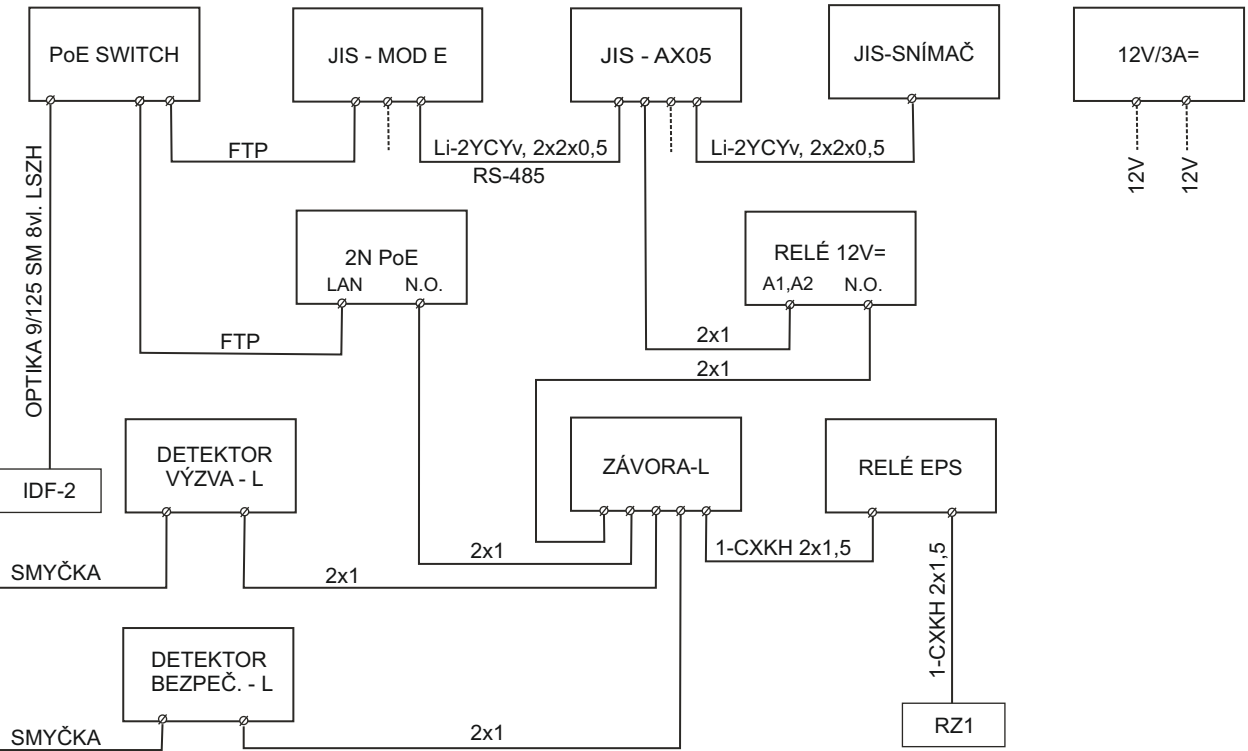 PoE SWITCH
JIS - MOD E
JIS - AX05
JIS-SNÍMAČ
12V/3A=
FTP
Li-2YCYv, 2x2x0,5
RS-485
Li-2YCYv, 2x2x0,5
12V
12V
OPTIKA 9/125 SM 8vl. LSZH
2N PoE
LAN
N.O.
RELÉ 12V=
A1,A2
N.O.
FTP
2x1
2x1
DETEKTOR
VÝZVA - L
ZÁVORA-L
RELÉ EPS
IDF-2
2x1
1-CXKH 2x1,5
SMYČKA
2x1
1-CXKH 2x1,5
DETEKTOR
BEZPEČ. - L
RZ1
SMYČKA
2x1